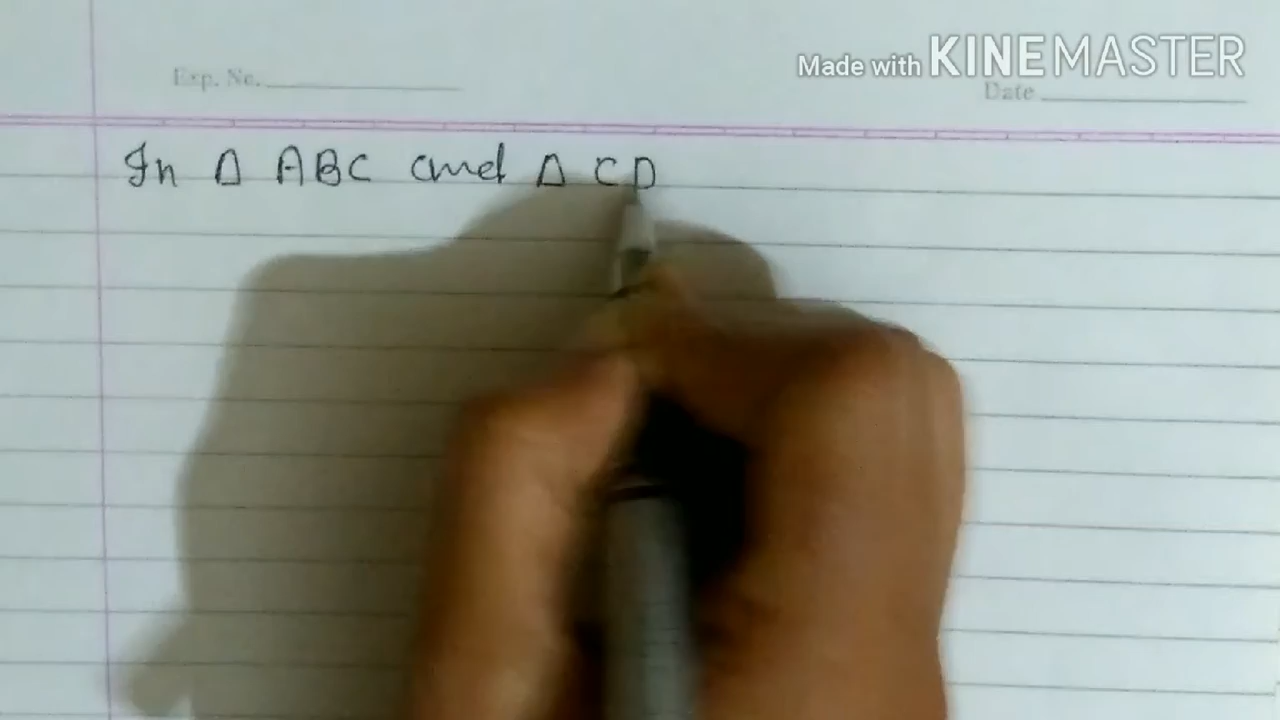 Made with KINEMASTER
Exp. No.
Date
In Δ ABC and Δ CD